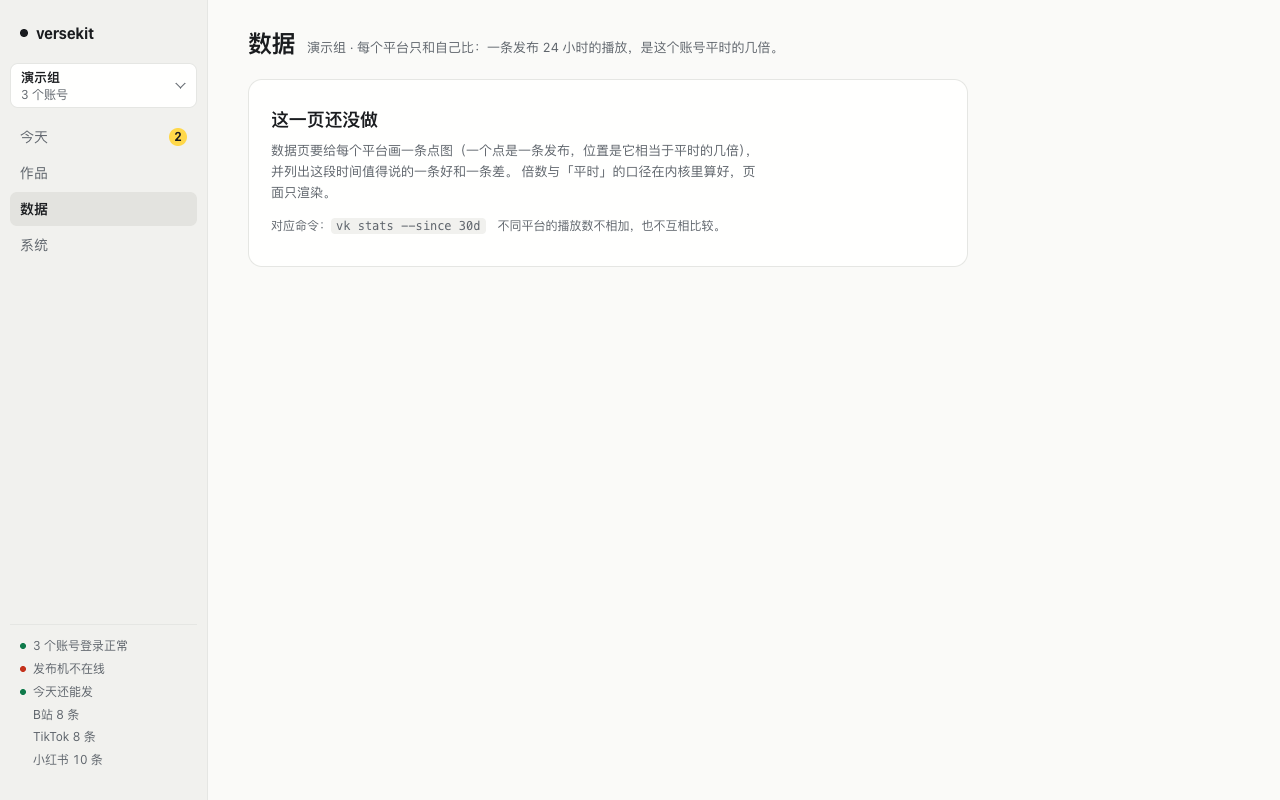 versekit
演示组
3 个账号
今天 2
作品
数据
系统
3 个账号登录正常
发布机不在线
今天还能发
B站 8 条
TikTok 8 条
小红书 10 条
数据 演示组 · 每个平台只和自己比：一条发布 24 小时的播放，是这个账号平时的几倍。
这一页还没做
数据页要给每个平台画一条点图（一个点是一条发布，位置是它相当于平时的几倍），
并列出这段时间值得说的一条好和一条差。 倍数与「平时」的口径在内核里算好，页
面只渲染。
对应命令： vk stats --since 30d 不同平台的播放数不相加，也不互相比较。